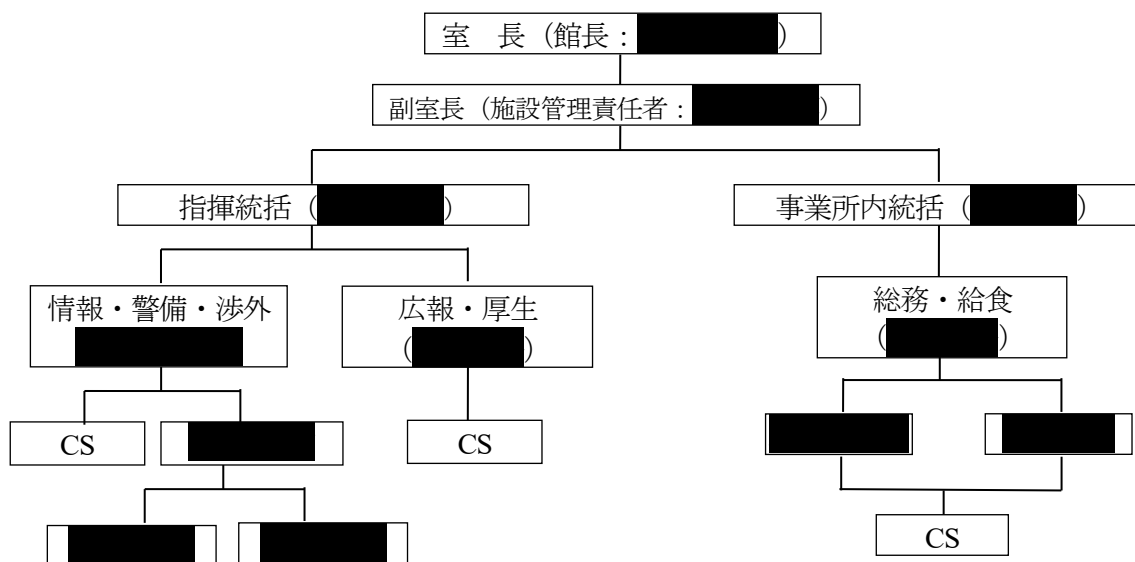 室　長（館長：　）
副室長（施設管理責任者：　）
指揮統括（　）
事業所内統括（　）
情報・警備・渉外
広報・厚生
（　）
総務・給食
（　）
CS
CS
CS